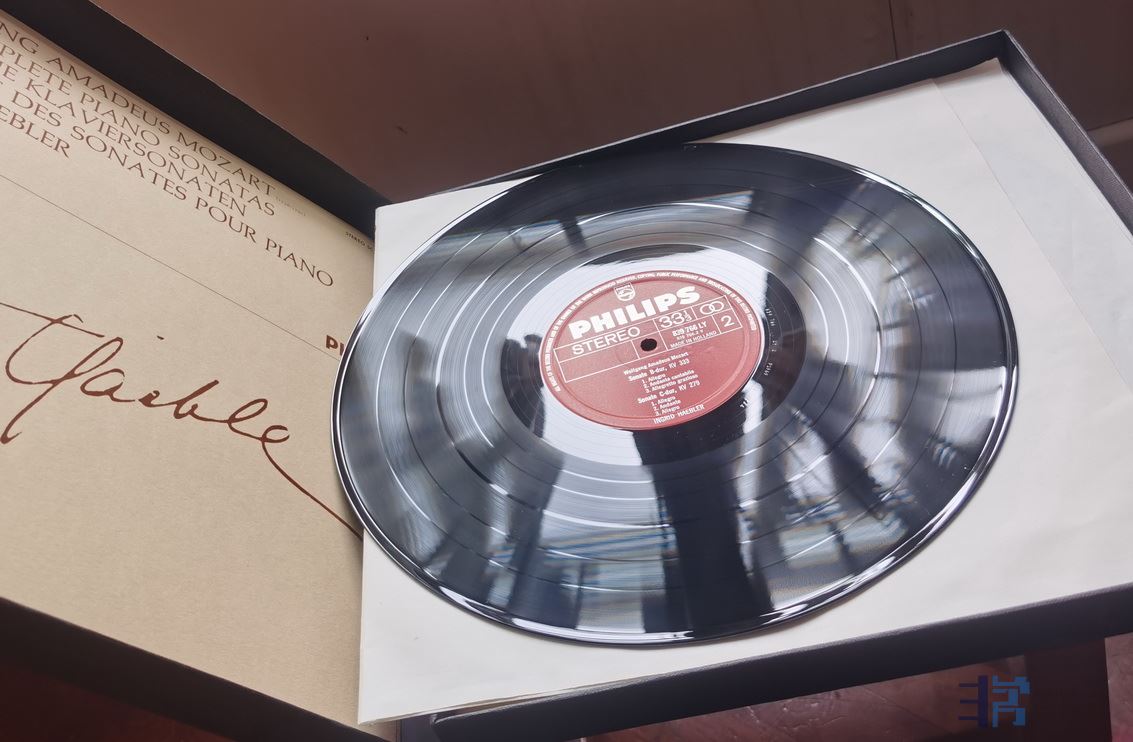 NG AMADEUS MOZART
PLETE PIANO SONATAS
E KLAVIERSONATEN
DES SONATES POUR PIANO
EBLER
STEREO
Haebler
PHILIPS
STEREO
33⅓
839 766 LY
MADE IN HOLLAND
2
Wolfgang Amadeus Mozart
Sonate B-dur, KV 333
1. Allegro
2. Andante cantabile
3. Allegretto grazioso
Sonate C-dur, KV 279
1. Allegro
2. Andante
3. Allegro
INGRID HAEBLER